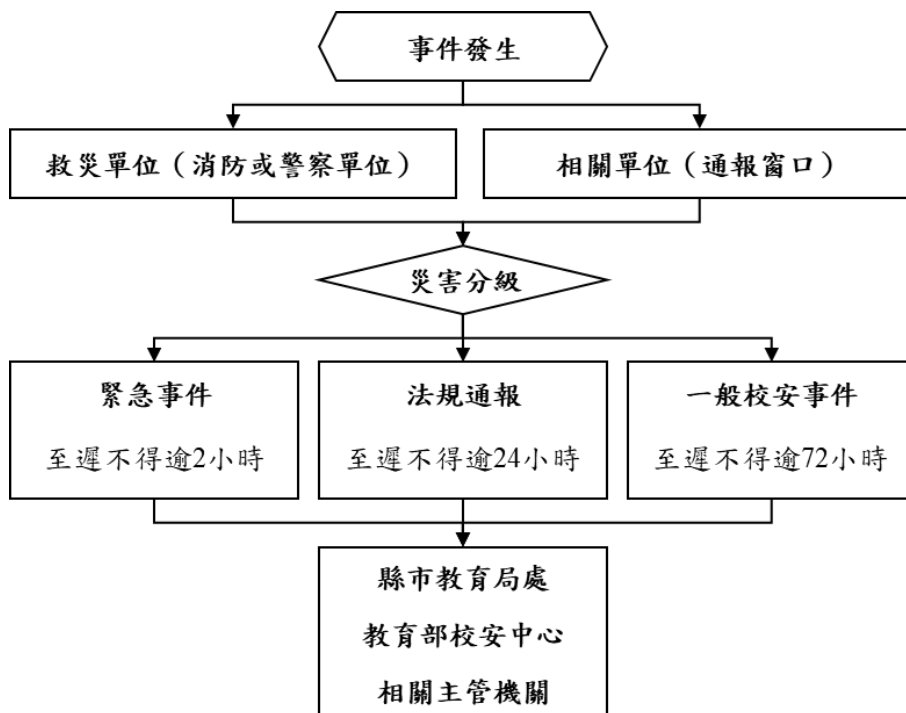 事件發生
救災單位（消防或警察單位）
相關單位（通報窗口）
災害分級
緊急事件
至遲不得逾2小時
法規通報
至遲不得逾24小時
一般校安事件
至遲不得逾72小時
縣市教育局處
教育部校安中心
相關主管機關